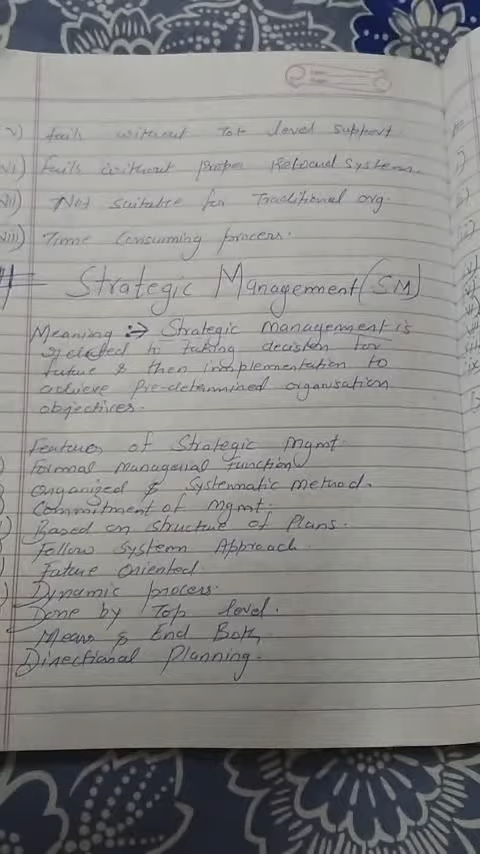 v) fails without Top level support.
vi) fails without Proper Reward System.
vii) Not suitable for Traditional org.
viii) Time Consuming process.
Strategic Management (SM)
Meaning :→ Strategic management is
related to taking decision for
future & then implementation to
achieve pre-determined organisation
objectives.
Features of Strategic Mgmt.
Formal managerial Function
Organized & Systematic method.
Commitment of Mgmt.
Based on structure of Plans.
Follow System Approach.
Future Oriented.
Dynamic process.
Done by Top level.
Means & End Both
Directional Planning.